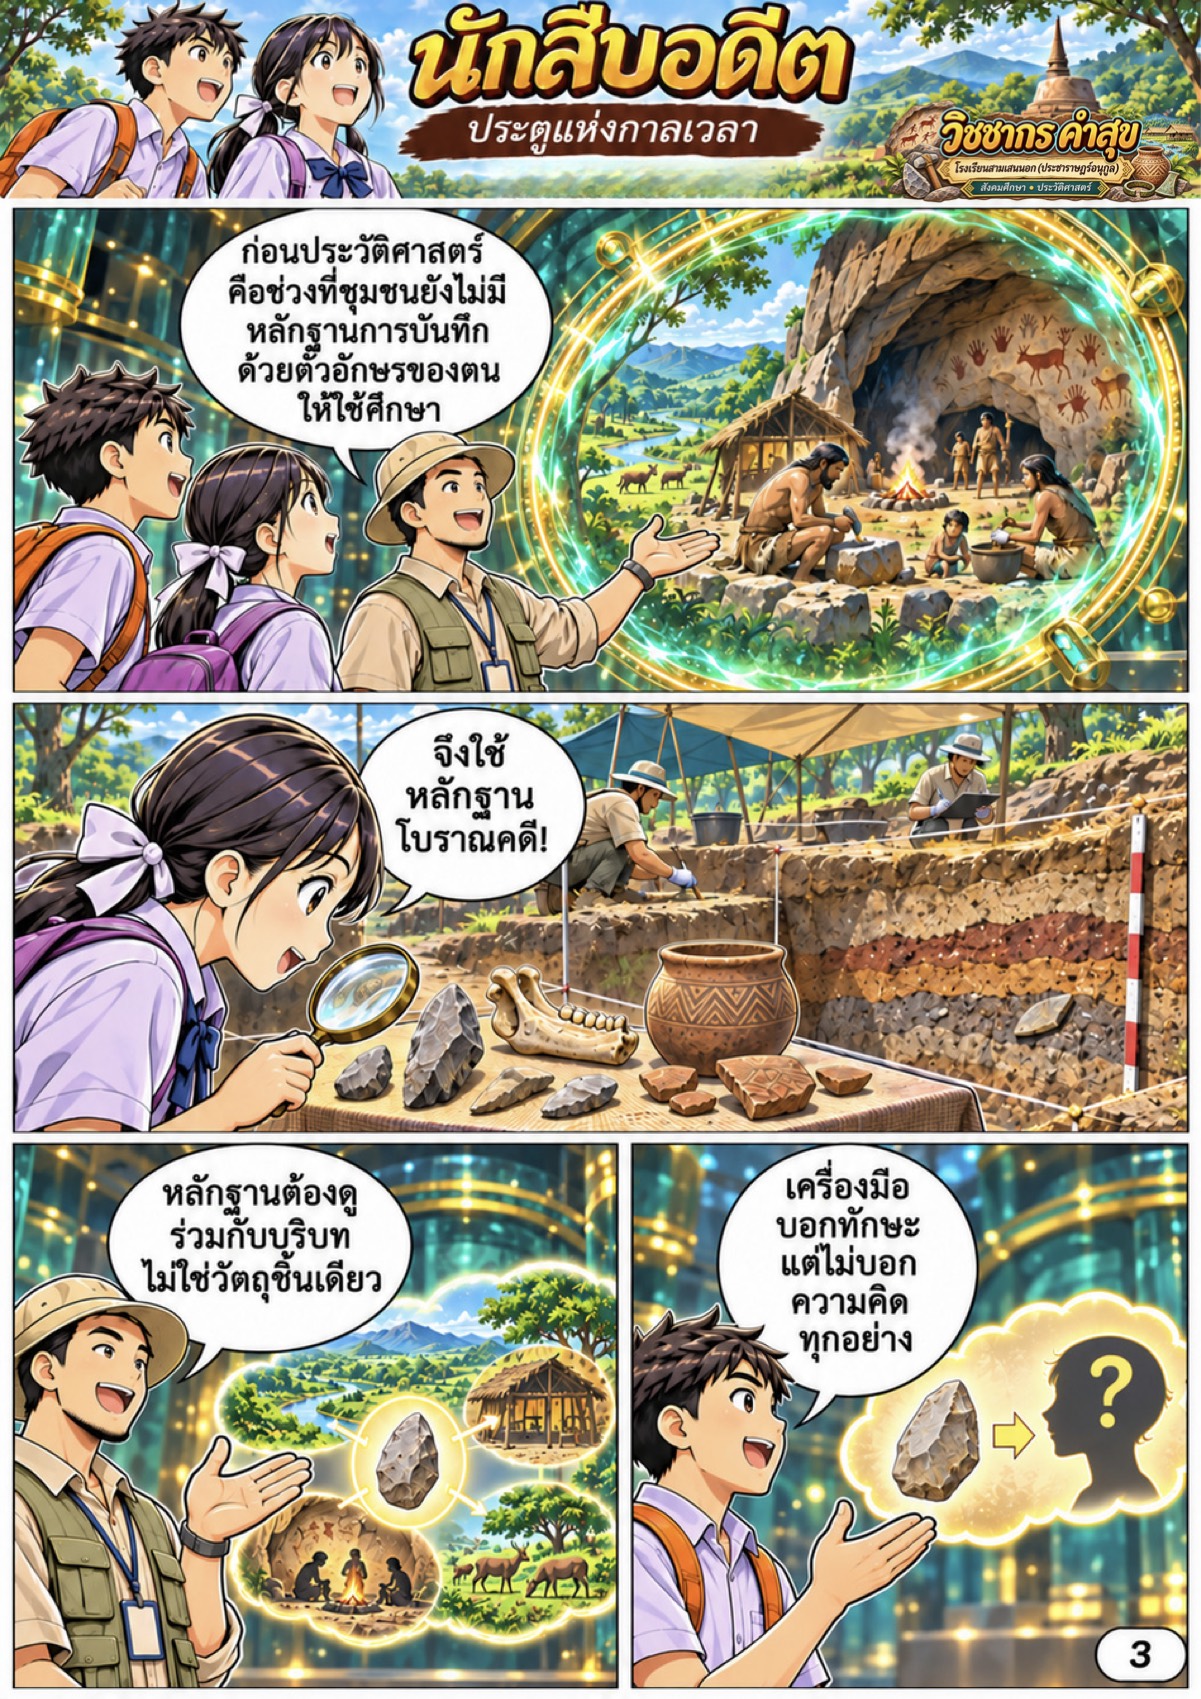 นักสืบอดีต
ประตูแห่งกาลเวลา
วิชชากร คำสุข
โรงเรียนสามเสนนอก (ประชาราษฎร์อนุกูล)
สังคมศึกษา • ประวัติศาสตร์
ก่อนประวัติศาสตร์
คือช่วงที่ชุมชนยังไม่มี
หลักฐานการบันทึก
ด้วยตัวอักษรของตน
ให้ใช้ศึกษา
จึงใช้
หลักฐาน
โบราณคดี!
หลักฐานต้องดู
ร่วมกับบริบท
ไม่ใช่วัตถุชิ้นเดียว
เครื่องมือ
บอกทักษะ
แต่ไม่บอก
ความคิด
ทุกอย่าง
?
3